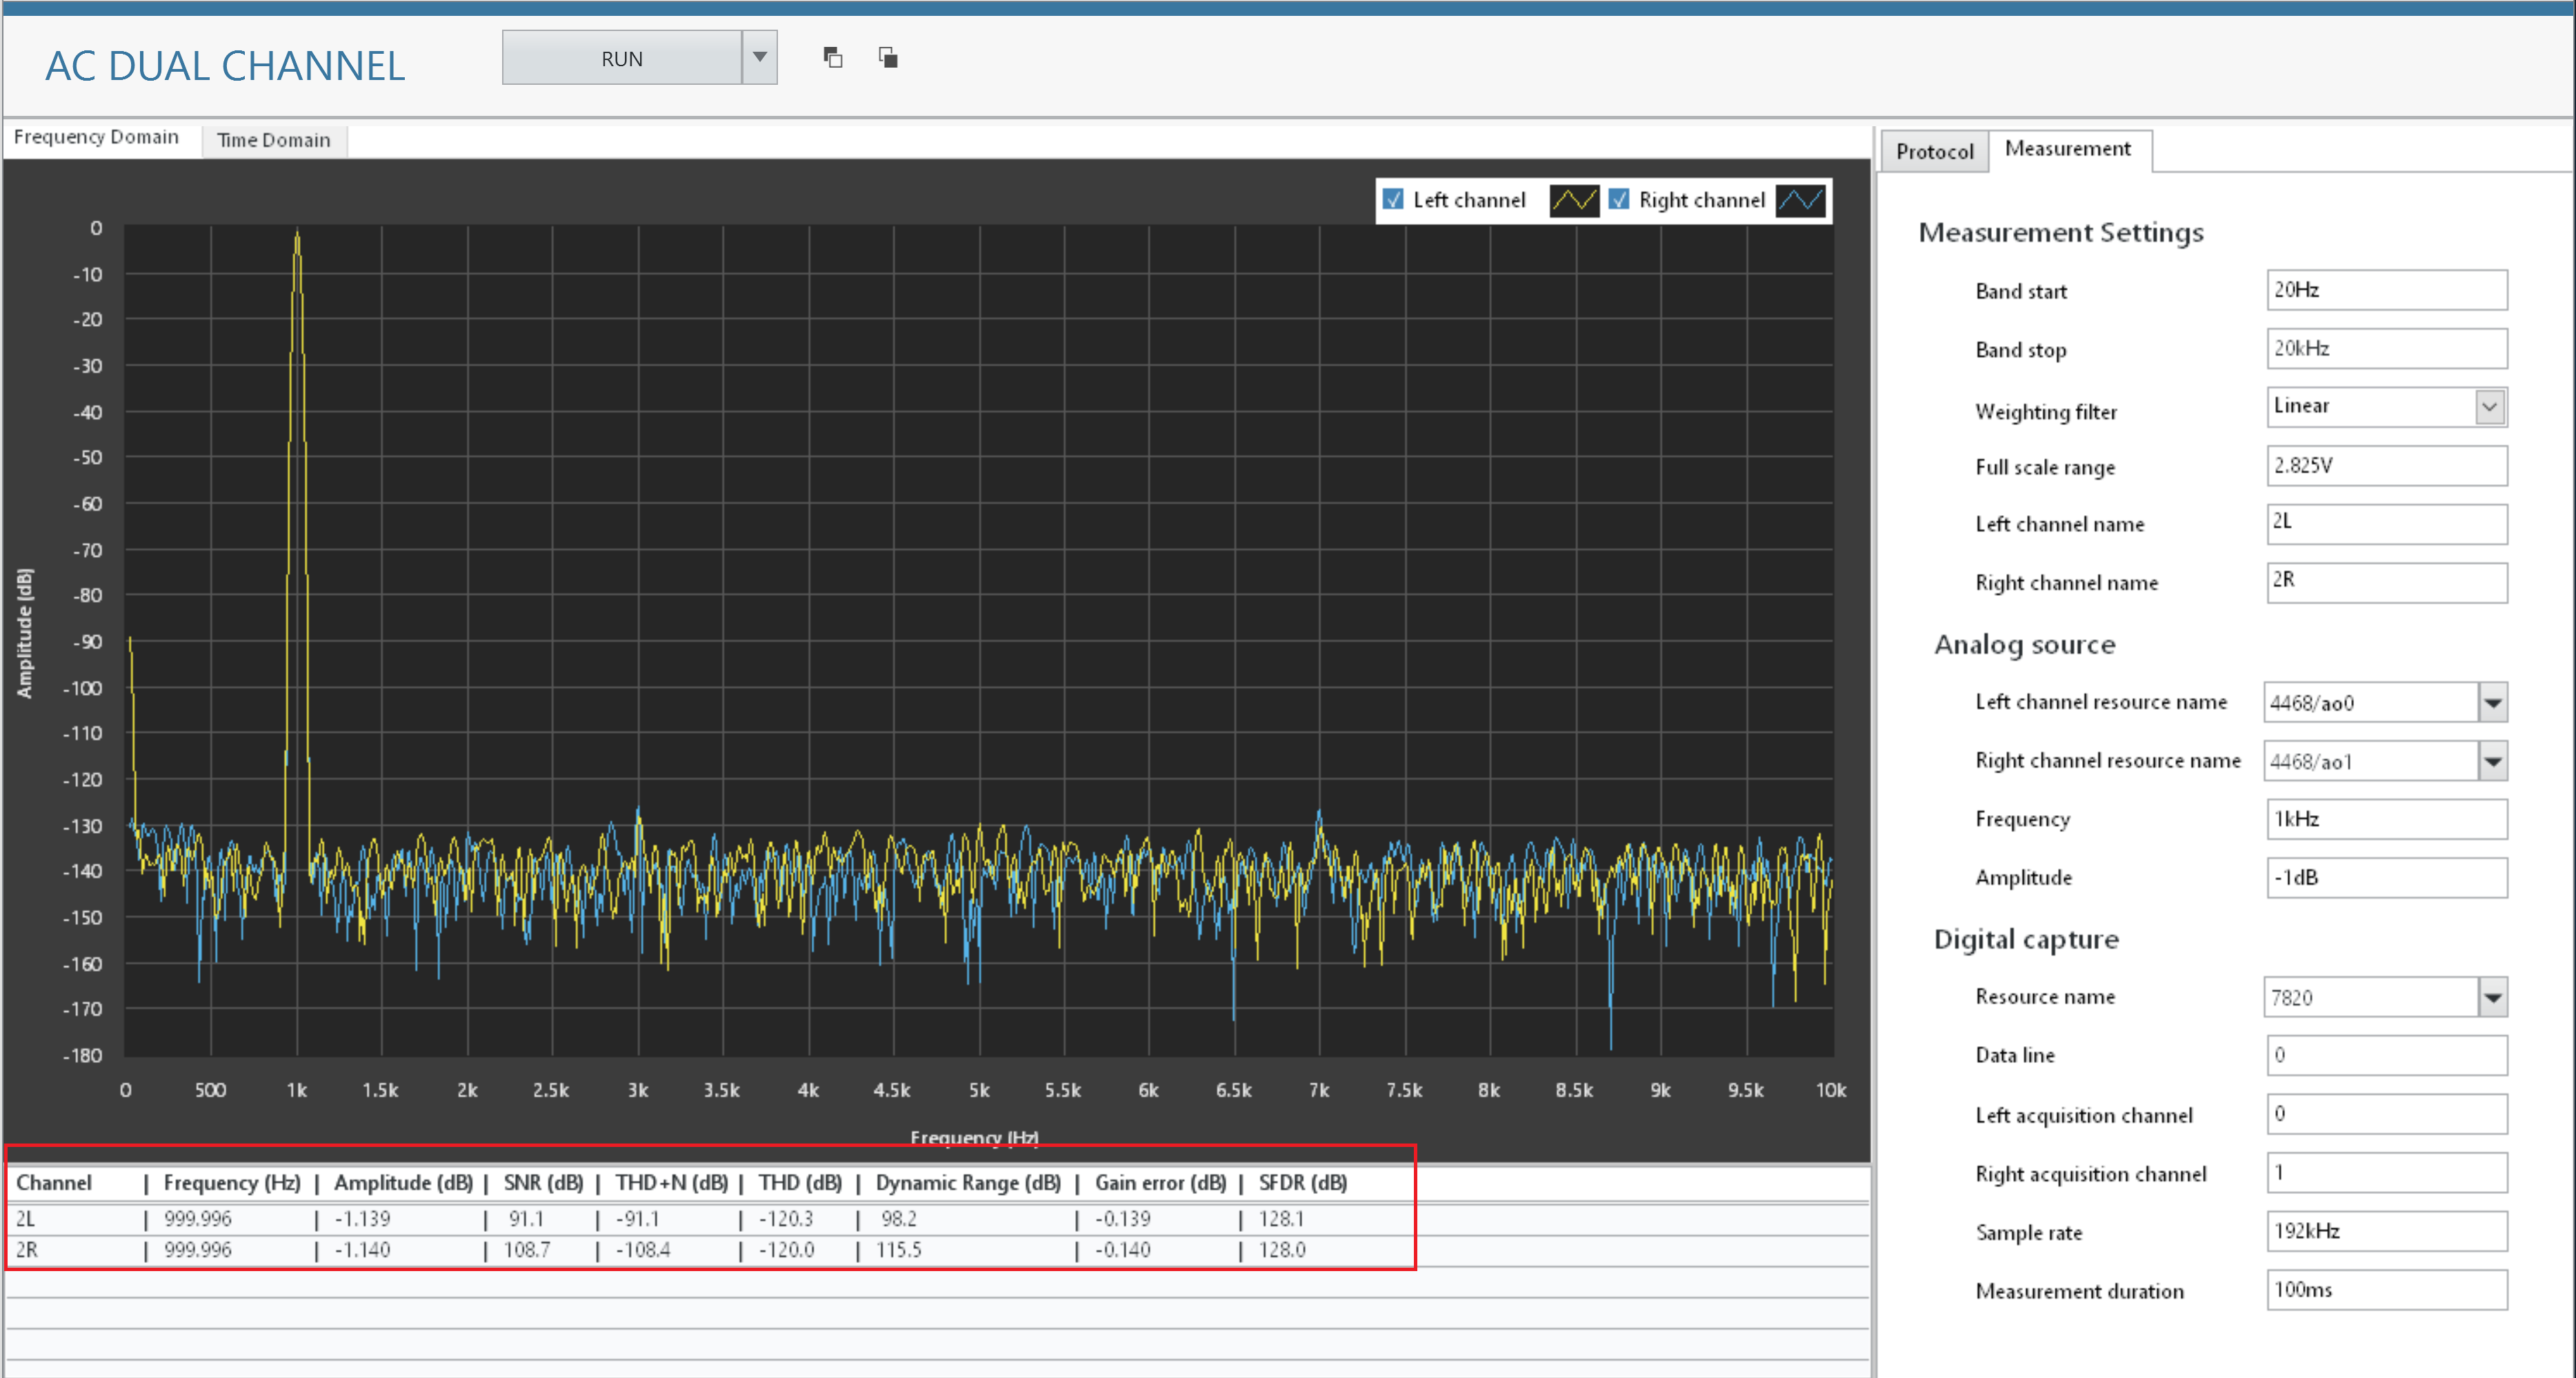 AC DUAL CHANNEL
RUN
Frequency Domain
Time Domain
Left channel
Right channel
Amplitude (dB)
0
-10
-20
-30
-40
-50
-60
-70
-80
-90
-100
-110
-120
-130
-140
-150
-160
-170
-180
0 500 1k 1.5k 2k 2.5k 3k 3.5k 4k 4.5k 5k 5.5k 6k 6.5k 7k 7.5k 8k 8.5k 9k 9.5k 10k
Frequency (Hz)
Channel | Frequency (Hz) | Amplitude (dB) | SNR (dB) | THD+N (dB) | THD (dB) | Dynamic Range (dB) | Gain error (dB) | SFDR (dB)
2L | 999.996 | -1.139 | 91.1 | -91.1 | -120.3 | 98.2 | -0.139 | 128.1
2R | 999.996 | -1.140 | 108.7 | -108.4 | -120.0 | 115.5 | -0.140 | 128.0
Protocol
Measurement
Measurement Settings
Band start 20Hz
Band stop 20kHz
Weighting filter Linear
Full scale range 2.825V
Left channel name 2L
Right channel name 2R
Analog source
Left channel resource name 4468/ao0
Right channel resource name 4468/ao1
Frequency 1kHz
Amplitude -1dB
Digital capture
Resource name 7820
Data line 0
Left acquisition channel 0
Right acquisition channel 1
Sample rate 192kHz
Measurement duration 100ms